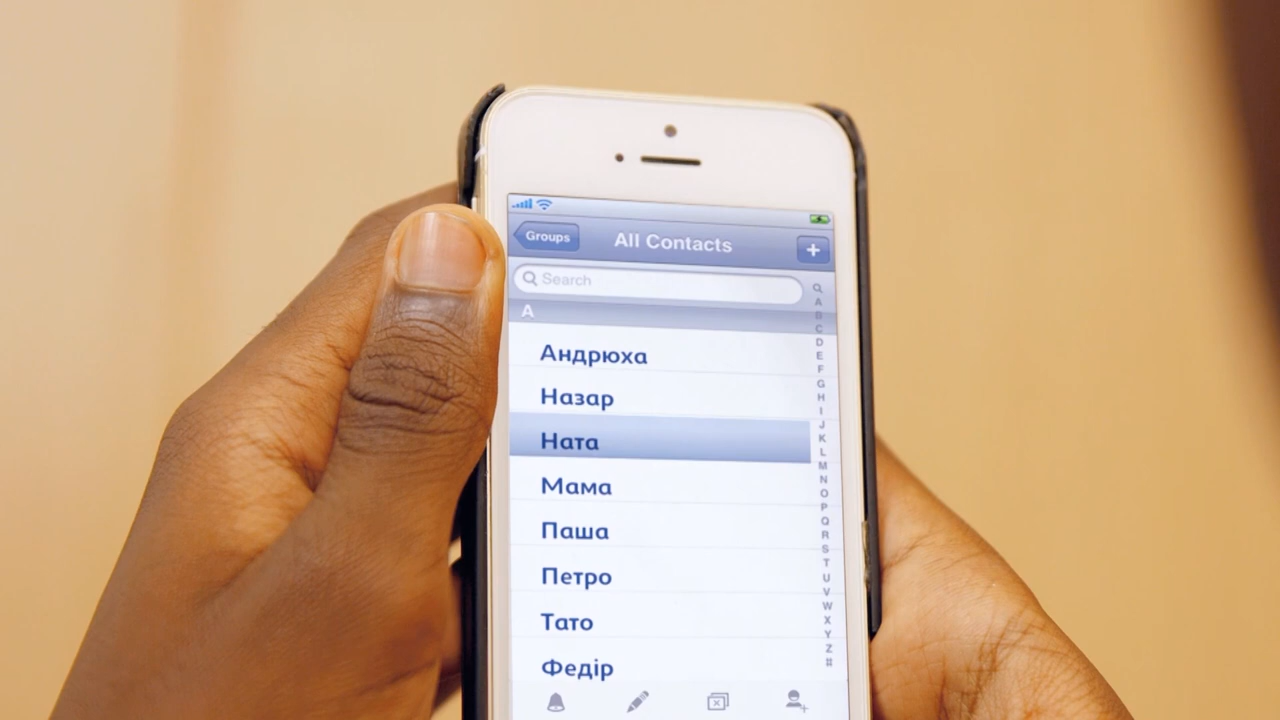 Groups All Contacts +
Search
A
Андрюха
Назар
Ната
Мама
Паша
Петро
Тато
Федір
A
B
C
D
E
F
G
H
I
J
K
L
M
N
O
P
Q
R
S
T
U
V
W
X
Y
Z
#